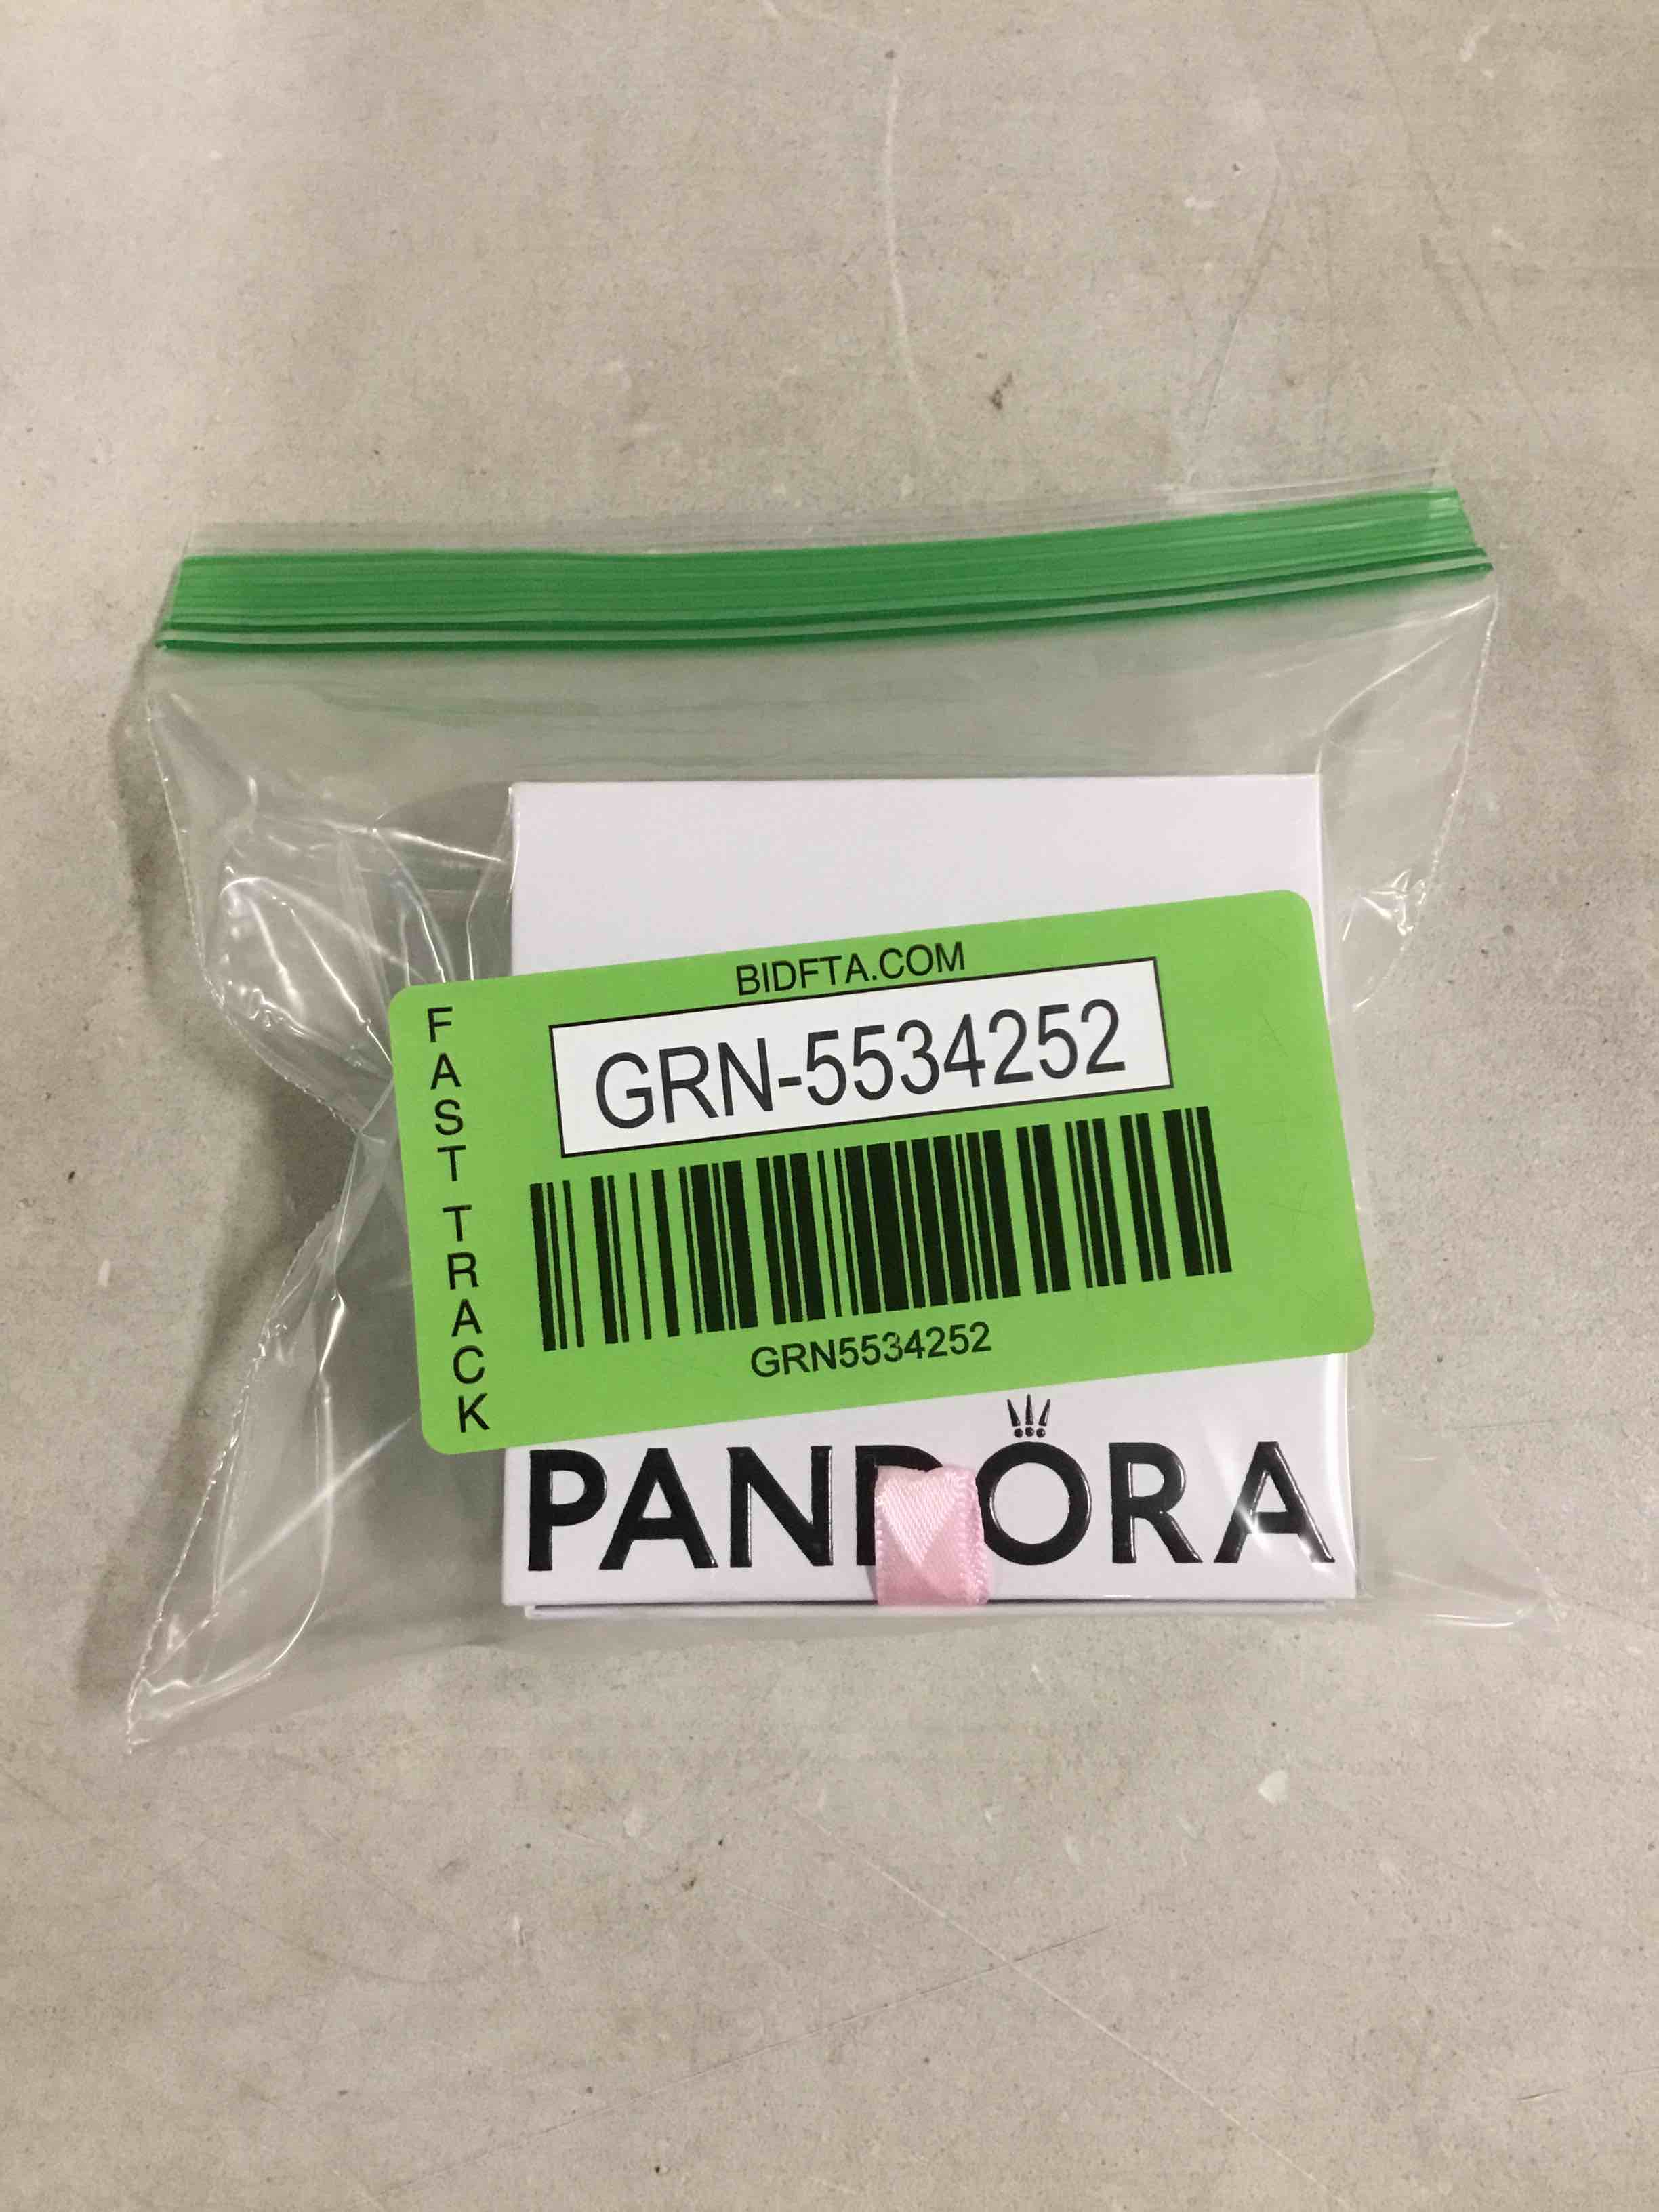 BIDFTA.COM
FAST TRACK
GRN-5534252
GRN5534252
PANDORA